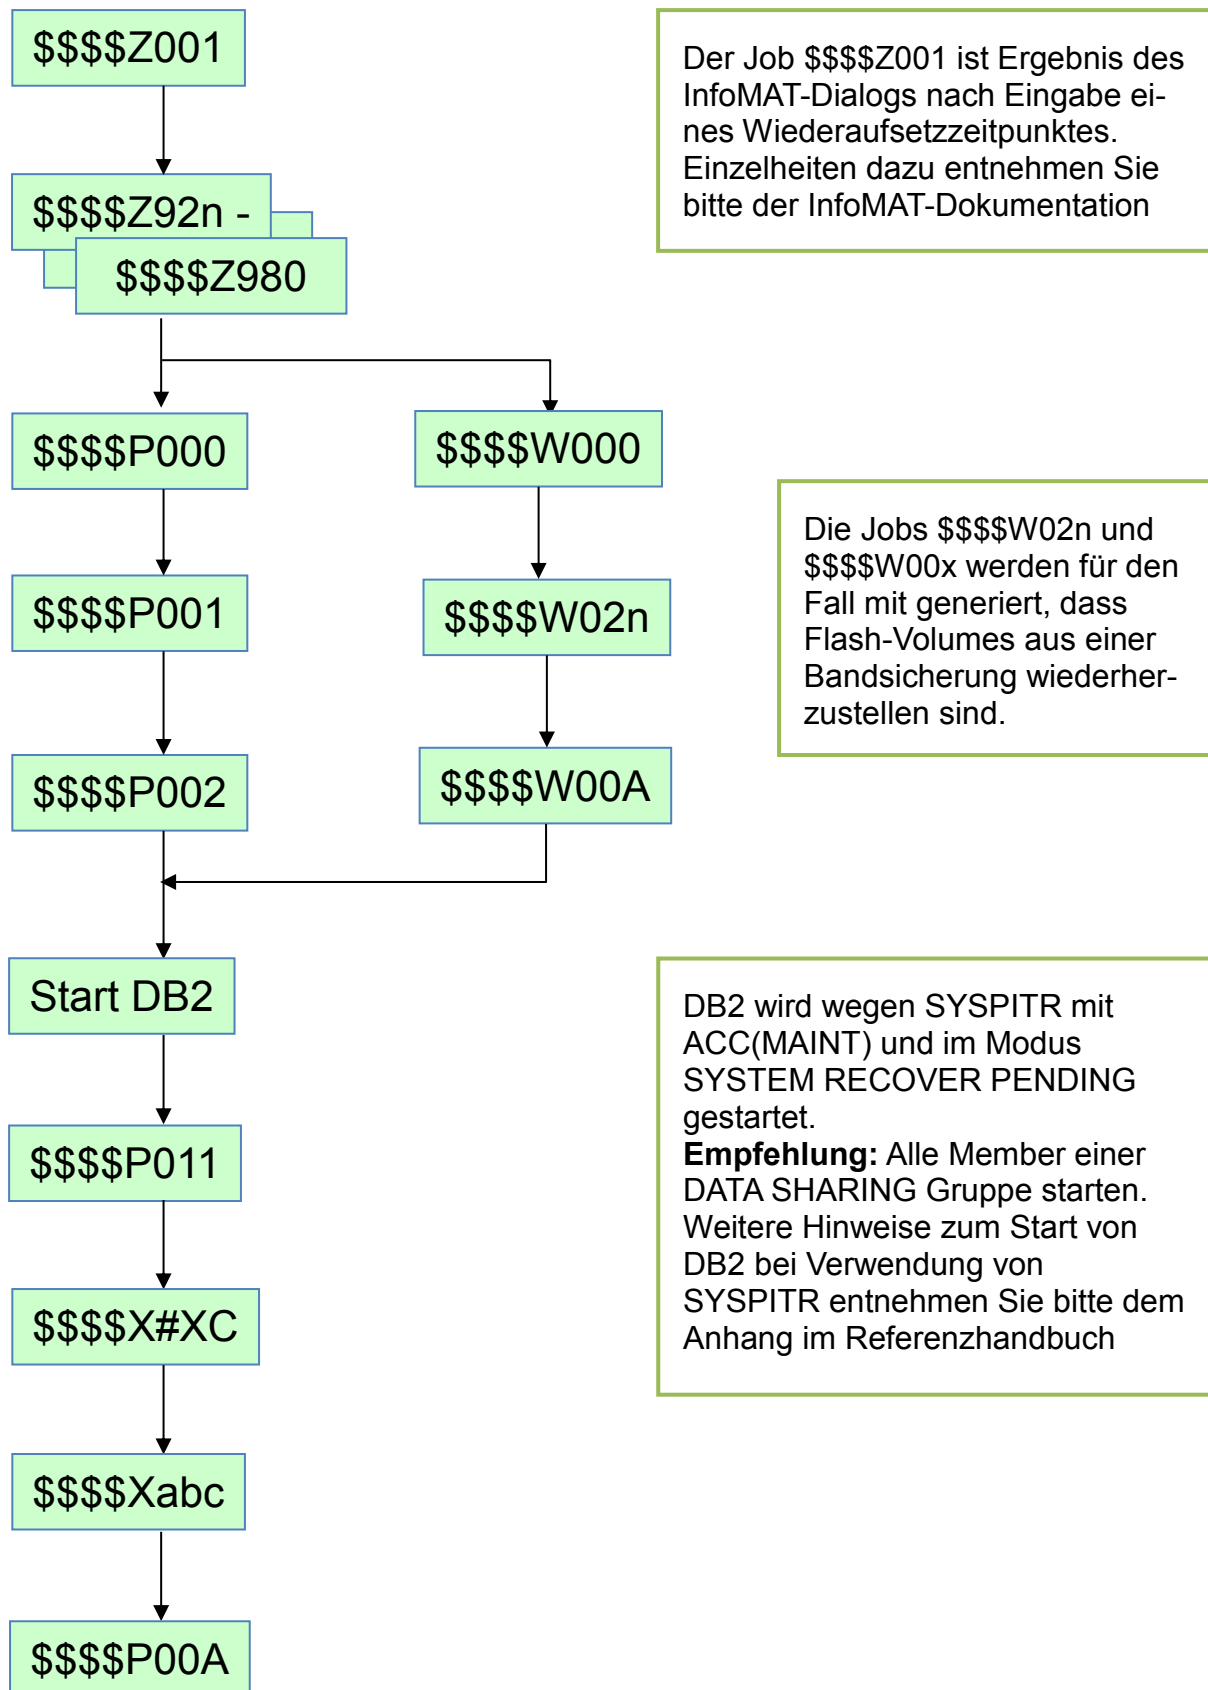 $$$$Z001
Der Job $$$$Z001 ist Ergebnis des
InfoMAT-Dialogs nach Eingabe ei-
nes Wiederaufsetzzeitpunktes.
Einzelheiten dazu entnehmen Sie
bitte der InfoMAT-Dokumentation
$$$$Z92n -
$$$$Z980
$$$$P000
$$$$W000
Die Jobs $$$$W02n und
$$$$W00x werden für den
Fall mit generiert, dass
Flash-Volumes aus einer
Bandsicherung wiederher-
zustellen sind.
$$$$P001
$$$$W02n
$$$$P002
$$$$W00A
Start DB2
DB2 wird wegen SYSPITR mit
ACC(MAINT) und im Modus
SYSTEM RECOVER PENDING
gestartet.
Empfehlung: Alle Member einer
DATA SHARING Gruppe starten.
Weitere Hinweise zum Start von
DB2 bei Verwendung von
SYSPITR entnehmen Sie bitte dem
Anhang im Referenzhandbuch
$$$$P011
$$$$X#XC
$$$$Xabc
$$$$P00A